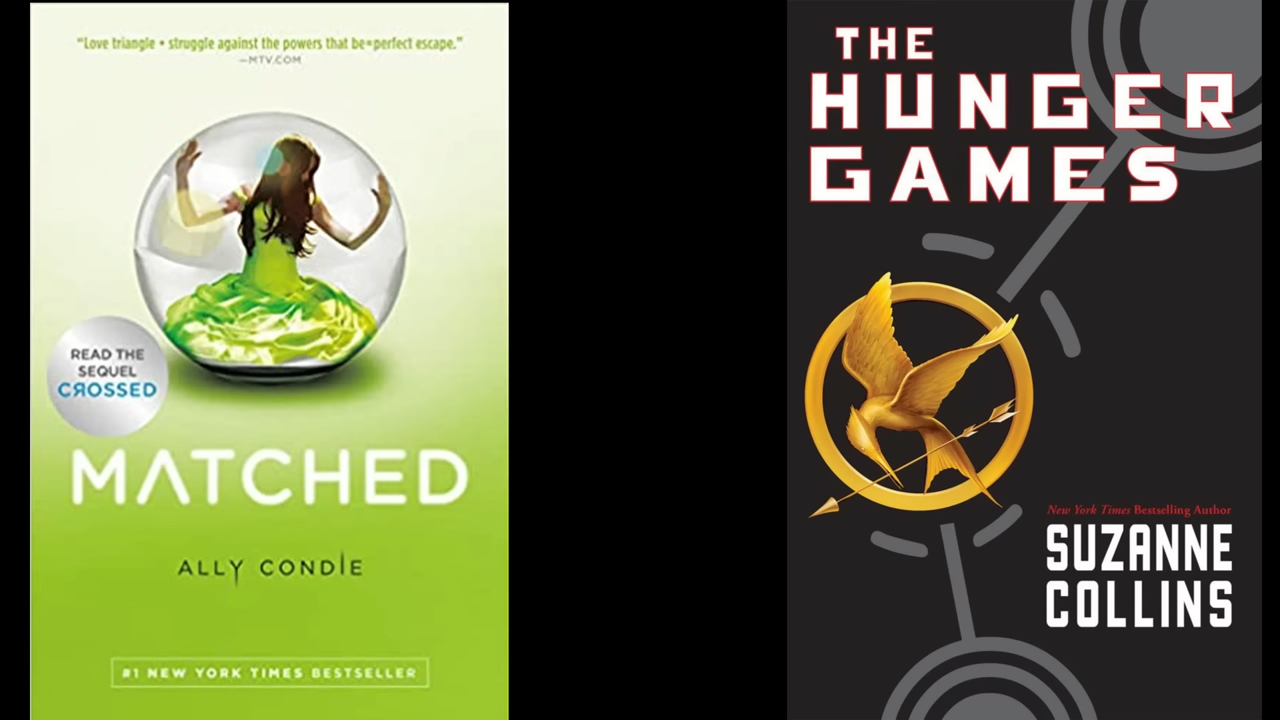 “Love triangle • struggle against the powers that be=perfect escape.”
—MTV.COM
READ THE
SEQUEL
CROSSED
MATCHED
ALLY CONDIE
#1 NEW YORK TIMES BESTSELLER
THE
HUNGER
GAMES
New York Times Bestselling Author
SUZANNE
COLLINS